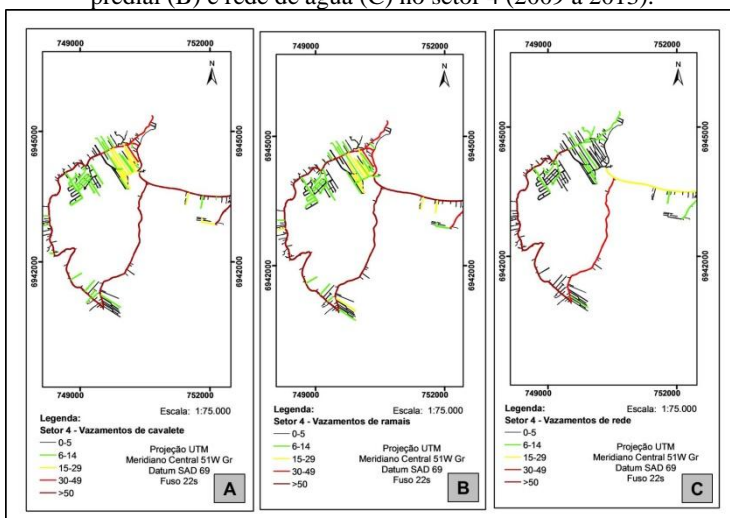 predial (B) e rede de água (C) no setor 4 (2009 a 2013).
749000
752000
N
6945000
6945000
6942000
6942000
749000
752000
Legenda:
Escala: 1:75.000
Setor 4 - Vazamentos de cavalete
0-5
6-14
15-29
30-49
>50
Projeção UTM
Meridiano Central 51W Gr
Datum SAD 69
Fuso 22s
A
749000
752000
N
6945000
6945000
6942000
6942000
749000
752000
Legenda:
Escala: 1:75.000
Setor 4 - Vazamentos de ramais
0-5
6-14
15-29
30-49
>50
Projeção UTM
Meridiano Central 51W Gr
Datum SAD 69
Fuso 22s
B
749000
752000
N
6945000
6945000
6942000
6942000
749000
752000
Legenda:
Escala: 1:75.000
Setor 4 - Vazamentos de rede
0-5
6-14
15-29
30-49
>50
Projeção UTM
Meridiano Central 51W Gr
Datum SAD 69
Fuso 22s
C